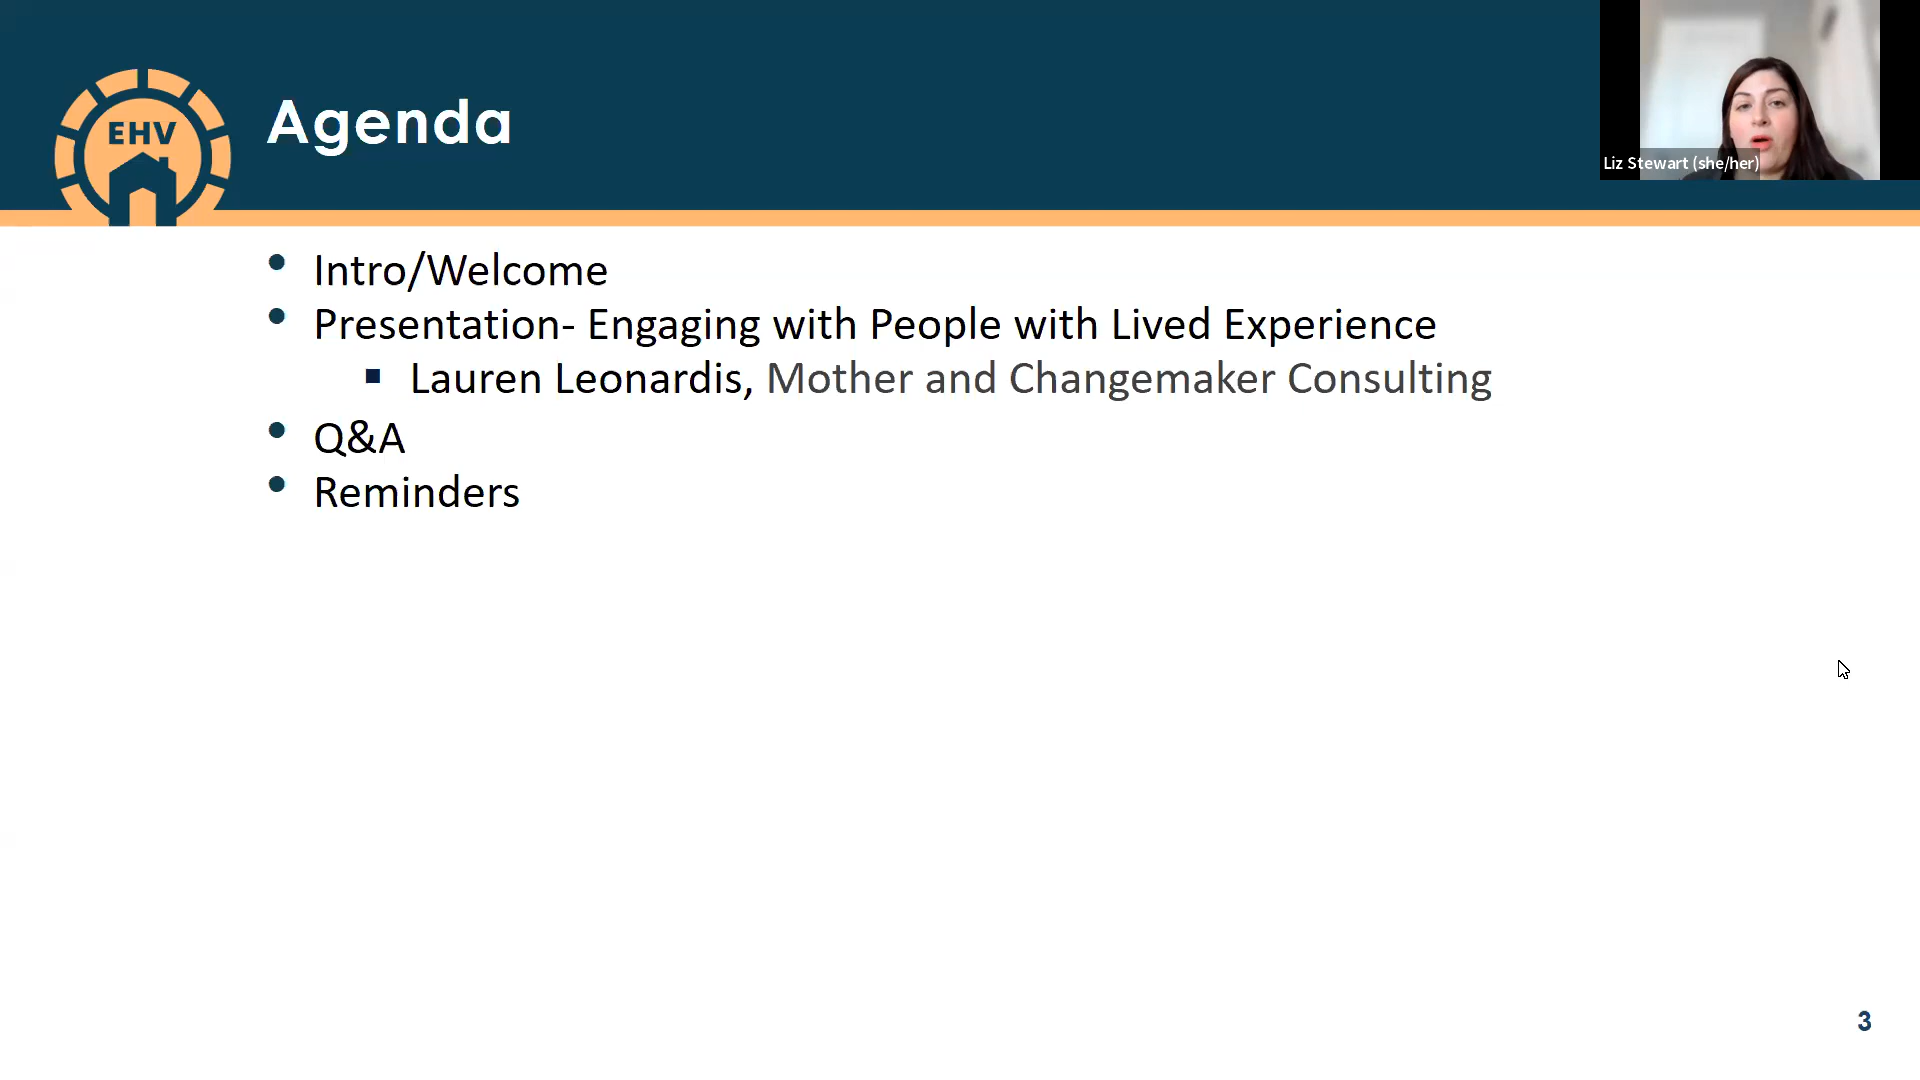 EHV
Agenda
Liz Stewart (she/her)
Intro/Welcome
Presentation- Engaging with People with Lived Experience
Lauren Leonardis, Mother and Changemaker Consulting
Q&A
Reminders
3